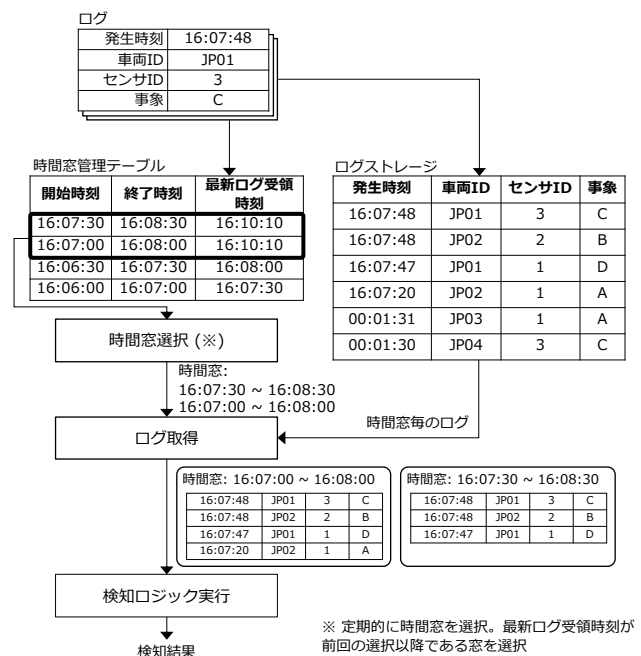 ログ
発生時刻 16:07:48
車両ID JP01
センサID 3
事象 C
時間窓管理テーブル
開始時刻 終了時刻 最新ログ受領
時刻
16:07:30 16:08:30 16:10:10
16:07:00 16:08:00 16:10:10
16:06:30 16:07:30 16:08:00
16:06:00 16:07:00 16:07:30
ログストレージ
発生時刻 車両ID センサID 事象
16:07:48 JP01 3 C
16:07:48 JP02 2 B
16:07:47 JP01 1 D
16:07:20 JP02 1 A
00:01:31 JP03 1 A
00:01:30 JP04 3 C
時間窓選択 (※)
時間窓:
16:07:30 ~ 16:08:30
16:07:00 ~ 16:08:00
時間窓毎のログ
ログ取得
時間窓: 16:07:00 ~ 16:08:00
16:07:48 JP01 3 C
16:07:48 JP02 2 B
16:07:47 JP01 1 D
16:07:20 JP02 1 A
時間窓: 16:07:30 ~ 16:08:30
16:07:48 JP01 3 C
16:07:48 JP02 2 B
16:07:47 JP01 1 D
検知ロジック実行
検知結果
※ 定期的に時間窓を選択。最新ログ受領時刻が
前回の選択以降である窓を選択